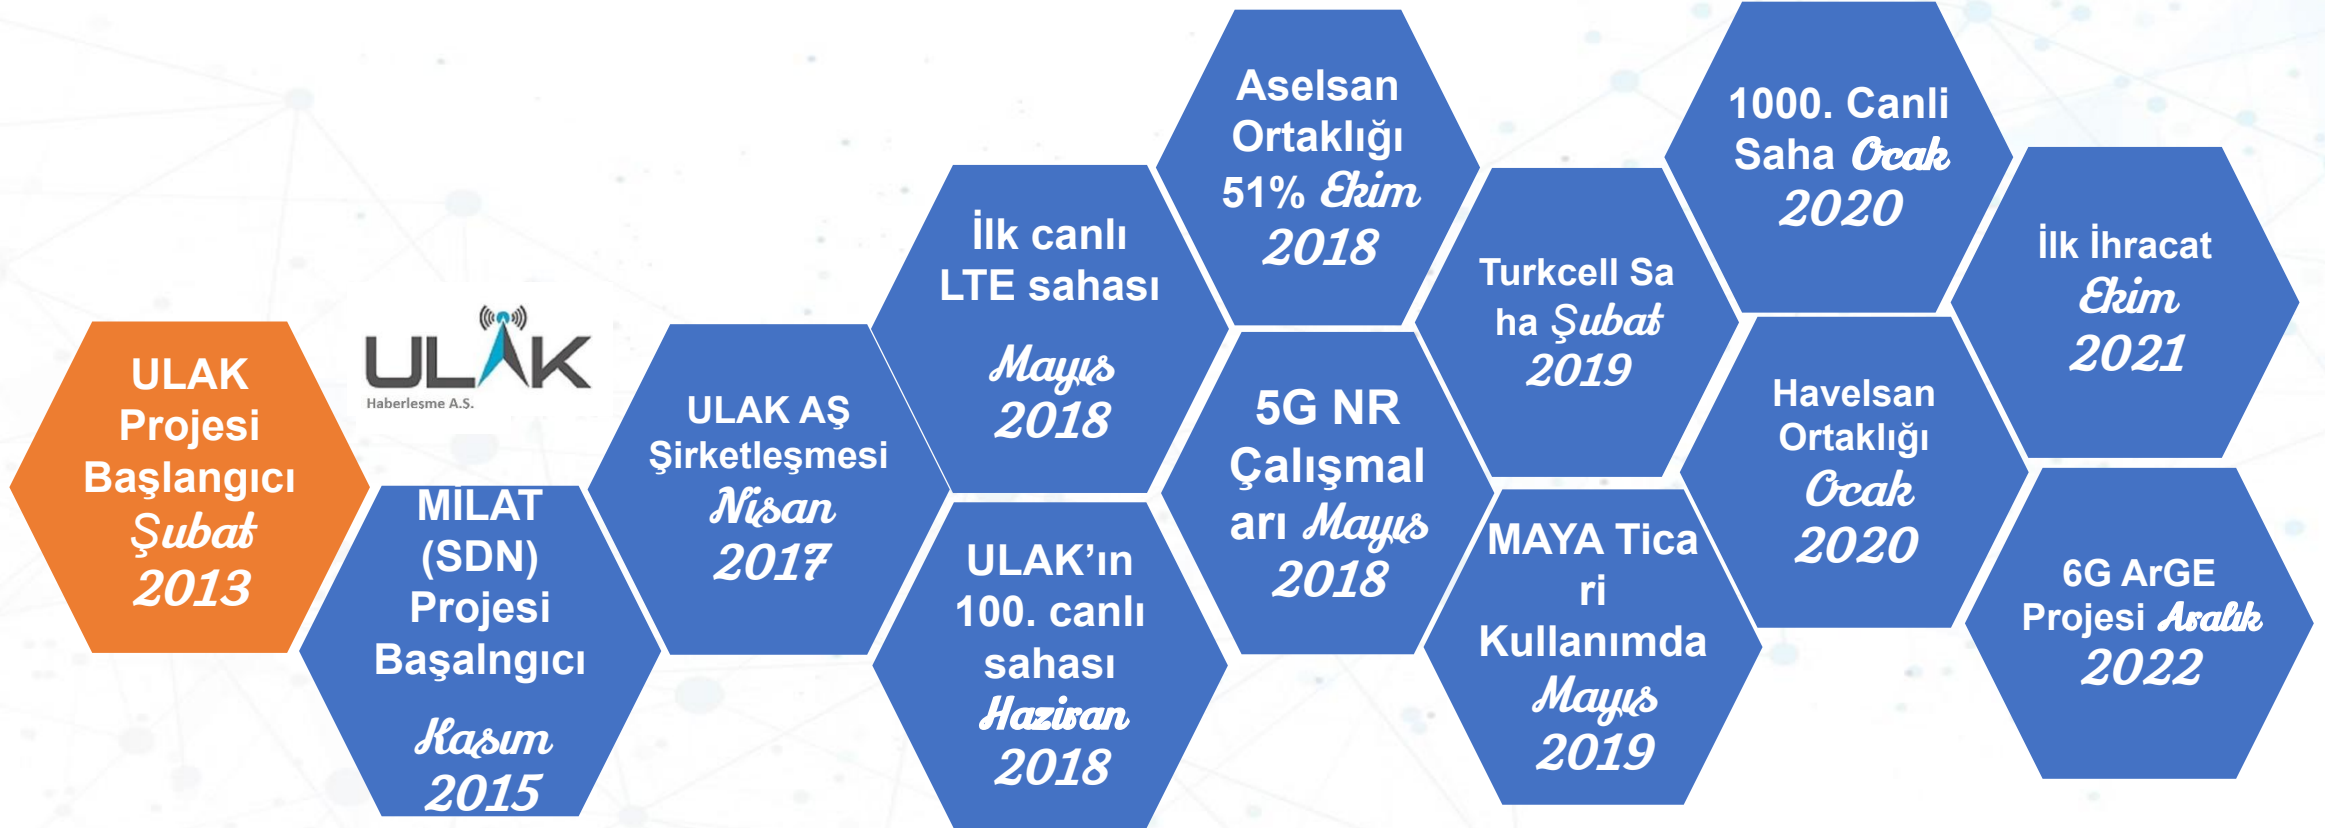 ULAK
Projesi
Başlangıcı
Şubat
2013
ULAK
Haberleşme A.S.
MİLAT
(SDN)
Projesi
Başalngıcı
Kasım
2015
ULAK AŞ
Şirketleşmesi
Nisan
2017
İlk canlı
LTE sahası
Mayıs
2018
ULAK’ın
100. canlı
sahası
Haziran
2018
Aselsan
Ortaklığı
51% Ekim
2018
5G NR
Çalışmal
arı Mayıs
2018
Turkcell Sa
ha Şubat
2019
MAYA Tica
ri
Kullanımda
Mayıs
2019
1000. Canli
Saha Ocak
2020
Havelsan
Ortaklığı
Ocak
2020
İlk İhracat
Ekim
2021
6G ArGE
Projesi Aralık
2022